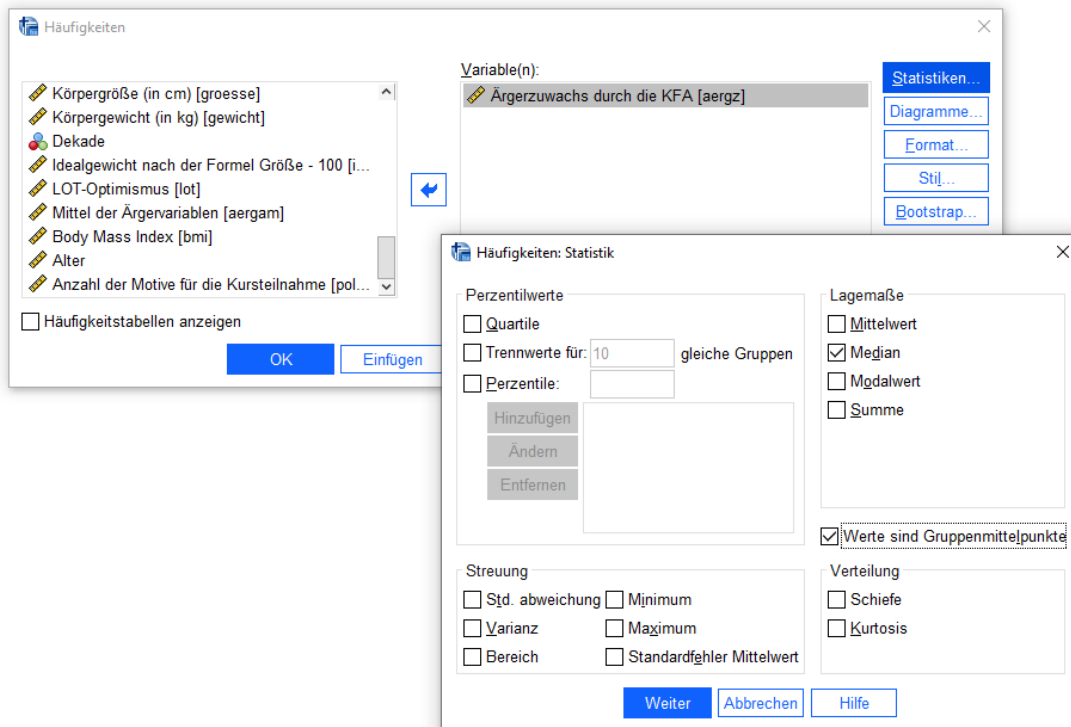 Häufigkeiten
Variable(n):
Körpergröße (in cm) [groesse]
Körpergewicht (in kg) [gewicht]
Dekade
Idealgewicht nach der Formel Größe - 100 [i...
LOT-Optimismus [lot]
Mittel der Ärgervariablen [aergam]
Body Mass Index [bmi]
Alter
Anzahl der Motive für die Kursteilnahme [pol...
Ärgerzuwachs durch die KFA [aergz]
Statistiken...
Diagramme...
Format...
Stil...
Bootstrap...
Häufigkeitstabellen anzeigen
OK
Einfügen
Häufigkeiten: Statistik
Perzentilwerte
Quartile
Trennwerte für: 10 gleiche Gruppen
Perzentile:
Hinzufügen
Ändern
Entfernen
Lagemaße
Mittelwert
Median
Modalwert
Summe
Werte sind Gruppenmittelpunkte
Streuung
Std. abweichung Minimum
Varianz Maximum
Bereich Standardfehler Mittelwert
Verteilung
Schiefe
Kurtosis
Weiter Abbrechen Hilfe